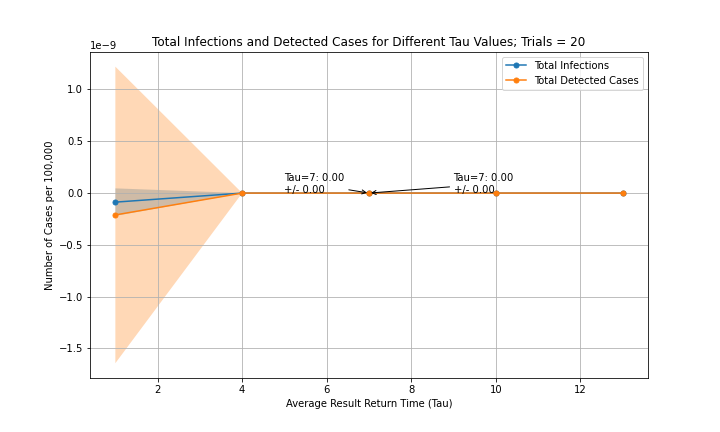 Total Infections and Detected Cases for Different Tau Values; Trials = 20
1e−9
Total Infections
Total Detected Cases
1.0
0.5
0.0
−0.5
−1.0
−1.5
Number of Cases per 100,000
Tau=7: 0.00
+/- 0.00
Tau=7: 0.00
+/- 0.00
2
4
6
8
10
12
Average Result Return Time (Tau)